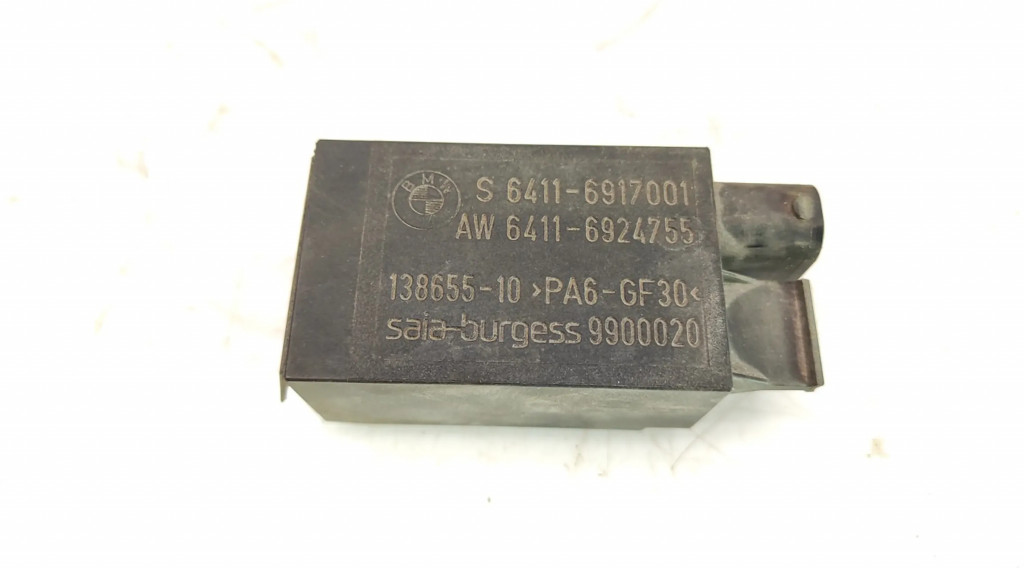 BMW
S 6411-6917001
AW 6411-6924755
138655-10 >PA6-GF30<
saia-burgess 9900020